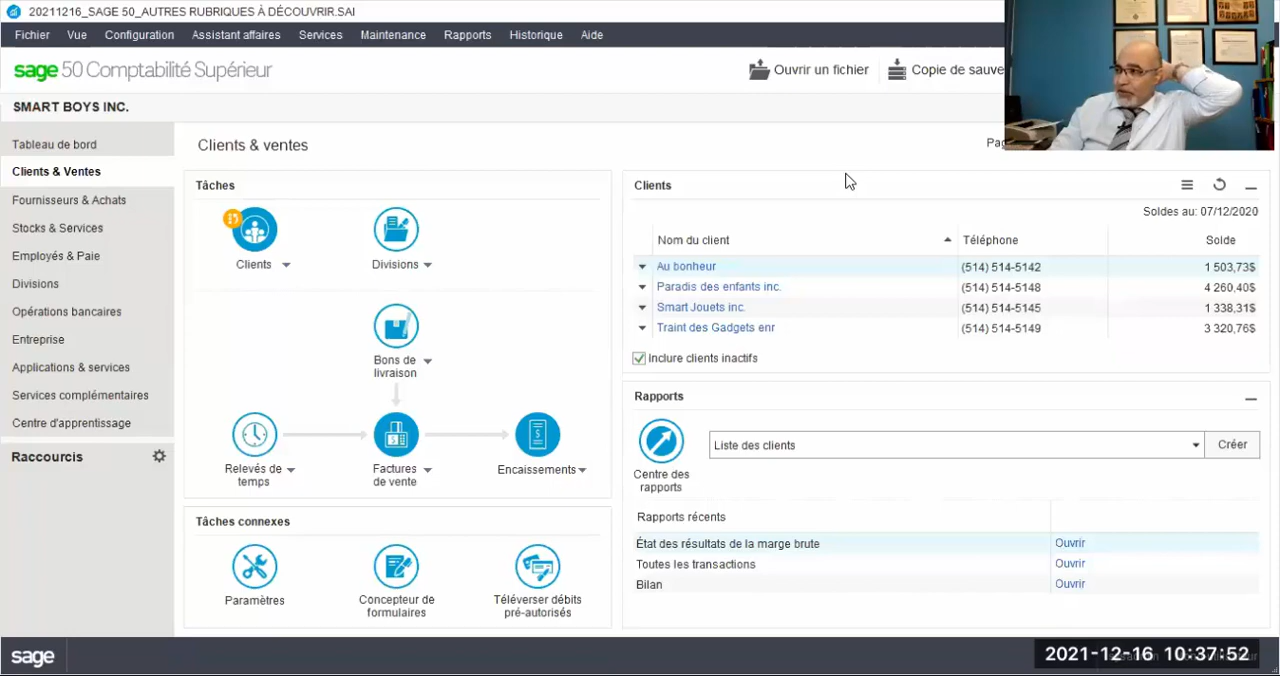 20211216_SAGE 50_AUTRES RUBRIQUES À DÉCOUVRIR.SAI
Fichier Vue Configuration Assistant affaires Services Maintenance Rapports Historique Aide
sage 50 Comptabilité Supérieur
Ouvrir un fichier Copie de sauve
SMART BOYS INC.
Tableau de bord
Clients & Ventes
Fournisseurs & Achats
Stocks & Services
Employés & Paie
Divisions
Opérations bancaires
Entreprise
Applications & services
Services complémentaires
Centre d'apprentissage
Raccourcis
Clients & ventes
Pag
Tâches
Clients
Divisions
Bons de
livraison
Relevés de
temps
Factures
de vente
Encaissements
Tâches connexes
Paramètres
Concepteur de
formulaires
Téléverser débits
pré-autorisés
Clients
Soldes au: 07/12/2020
Nom du client Téléphone Solde
Au bonheur (514) 514-5142 1 503,73$
Paradis des enfants inc. (514) 514-5148 4 260,40$
Smart Jouets inc. (514) 514-5145 1 338,31$
Traint des Gadgets enr (514) 514-5149 3 320,76$
Inclure clients inactifs
Rapports
Centre des
rapports
Liste des clients Créer
Rapports récents
État des résultats de la marge brute Ouvrir
Toutes les transactions Ouvrir
Bilan Ouvrir
sage
2021-12-16 10:37:52